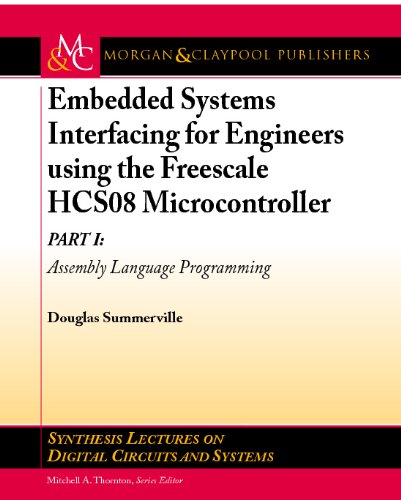 M
&C
MORGAN & CLAYPOOL PUBLISHERS
Embedded Systems
Interfacing for Engineers
using the Freescale
HCS08 Microcontroller
PART I:
Assembly Language Programming
Douglas Summerville
SYNTHESIS LECTURES ON
DIGITAL CIRCUITS AND SYSTEMS
Mitchell A. Thornton, Series Editor